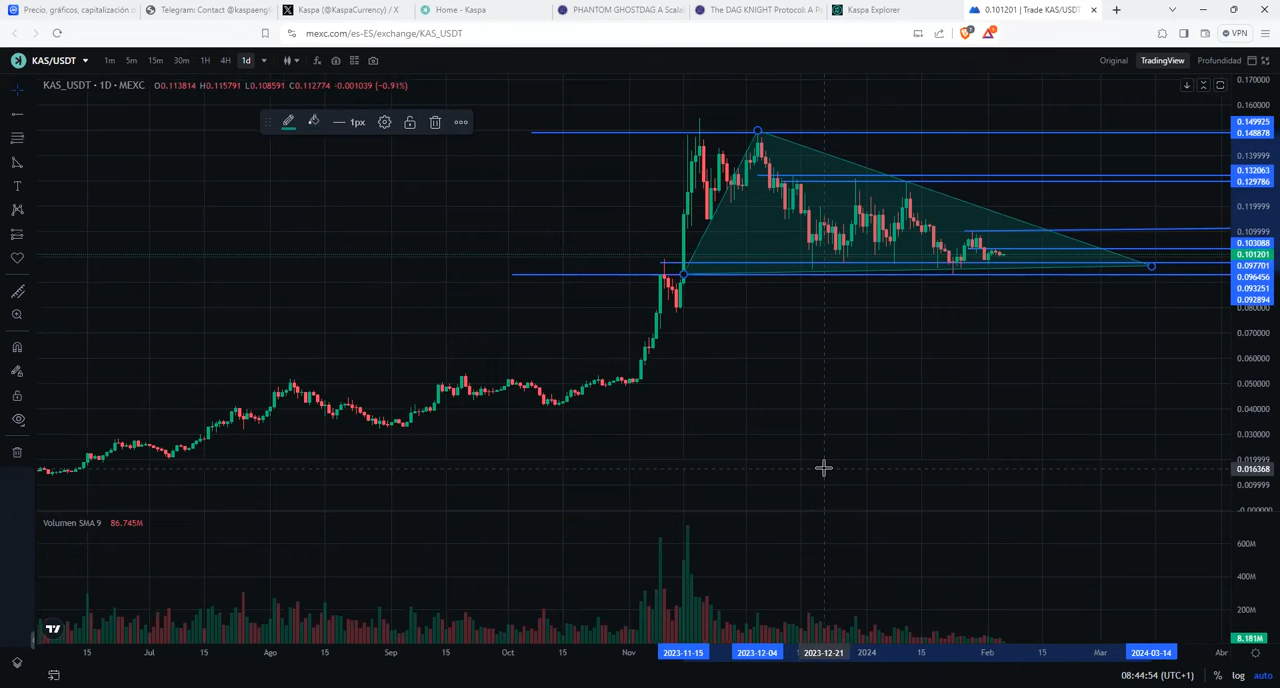 Precio, gráficos, capitalización d
Telegram: Contact @kaspaeng
Kaspa (@KaspaCurrency) / X
Home - Kaspa
PHANTOM GHOSTDAG A Scala
The DAG KNIGHT Protocol: A P
Kaspa Explorer
0.101201 | Trade KAS/USDT
mexc.com/es-ES/exchange/KAS_USDT
VPN
KAS/USDT 1m 5m 15m 30m 1H 4H 1d
Original TradingView Profundidad
KAS_USDT · 1D · MEXC O0.113814 H0.115791 L0.108591 C0.112774 -0.001039 (-0.91%)
1px
0.170000
0.160000
0.149925
0.148878
0.139999
0.132063
0.129786
0.119999
0.109999
0.103088
0.101201
0.097701
0.096456
0.093251
0.092894
0.080000
0.070000
0.060000
0.050000
0.040000
0.030000
0.019999
0.016368
0.009999
-0.000000
Volumen SMA 9 86.745M
600M
400M
200M
8.181M
15 Jul 15 Ago 15 Sep 15 Oct 15 Nov 2023-11-15 2023-12-04 2023-12-21 2024 15 Feb 15 Mar 2024-03-14 Abr
08:44:54 (UTC+1) % log auto